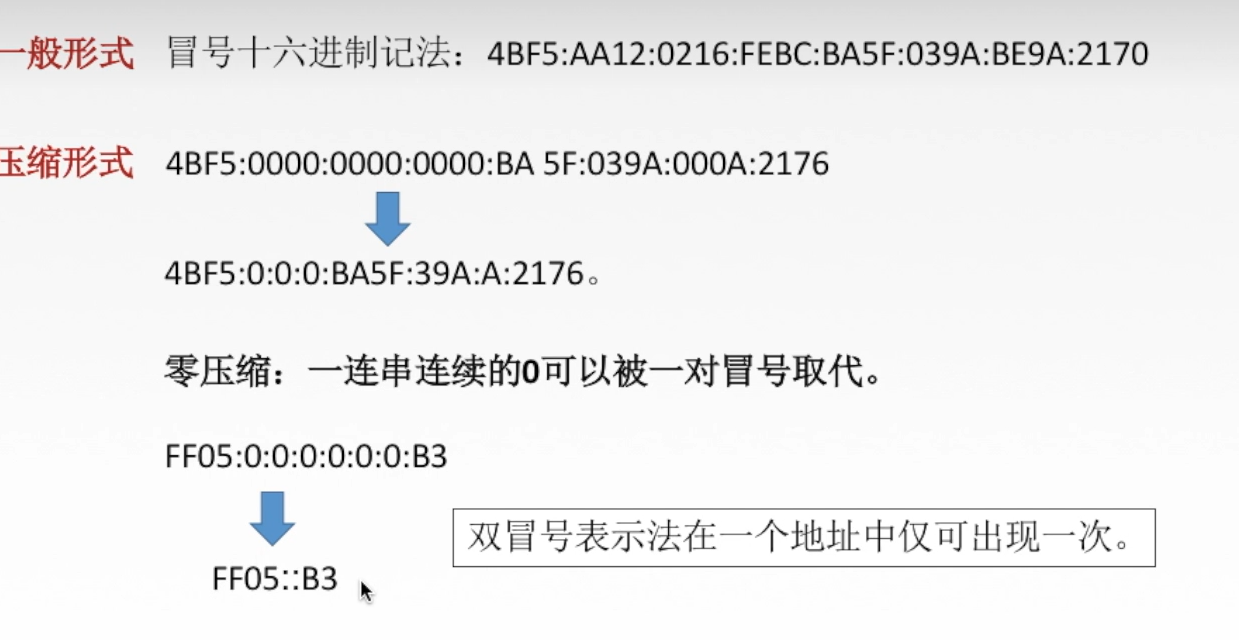 一般形式 冒号十六进制记法：4BF5:AA12:0216:FEBC:BA5F:039A:BE9A:2170
压缩形式 4BF5:0000:0000:0000:BA 5F:039A:000A:2176
4BF5:0:0:0:BA5F:39A:A:2176。
零压缩：一连串连续的0可以被一对冒号取代。
FF05:0:0:0:0:0:0:B3
双冒号表示法在一个地址中仅可出现一次。
FF05::B3